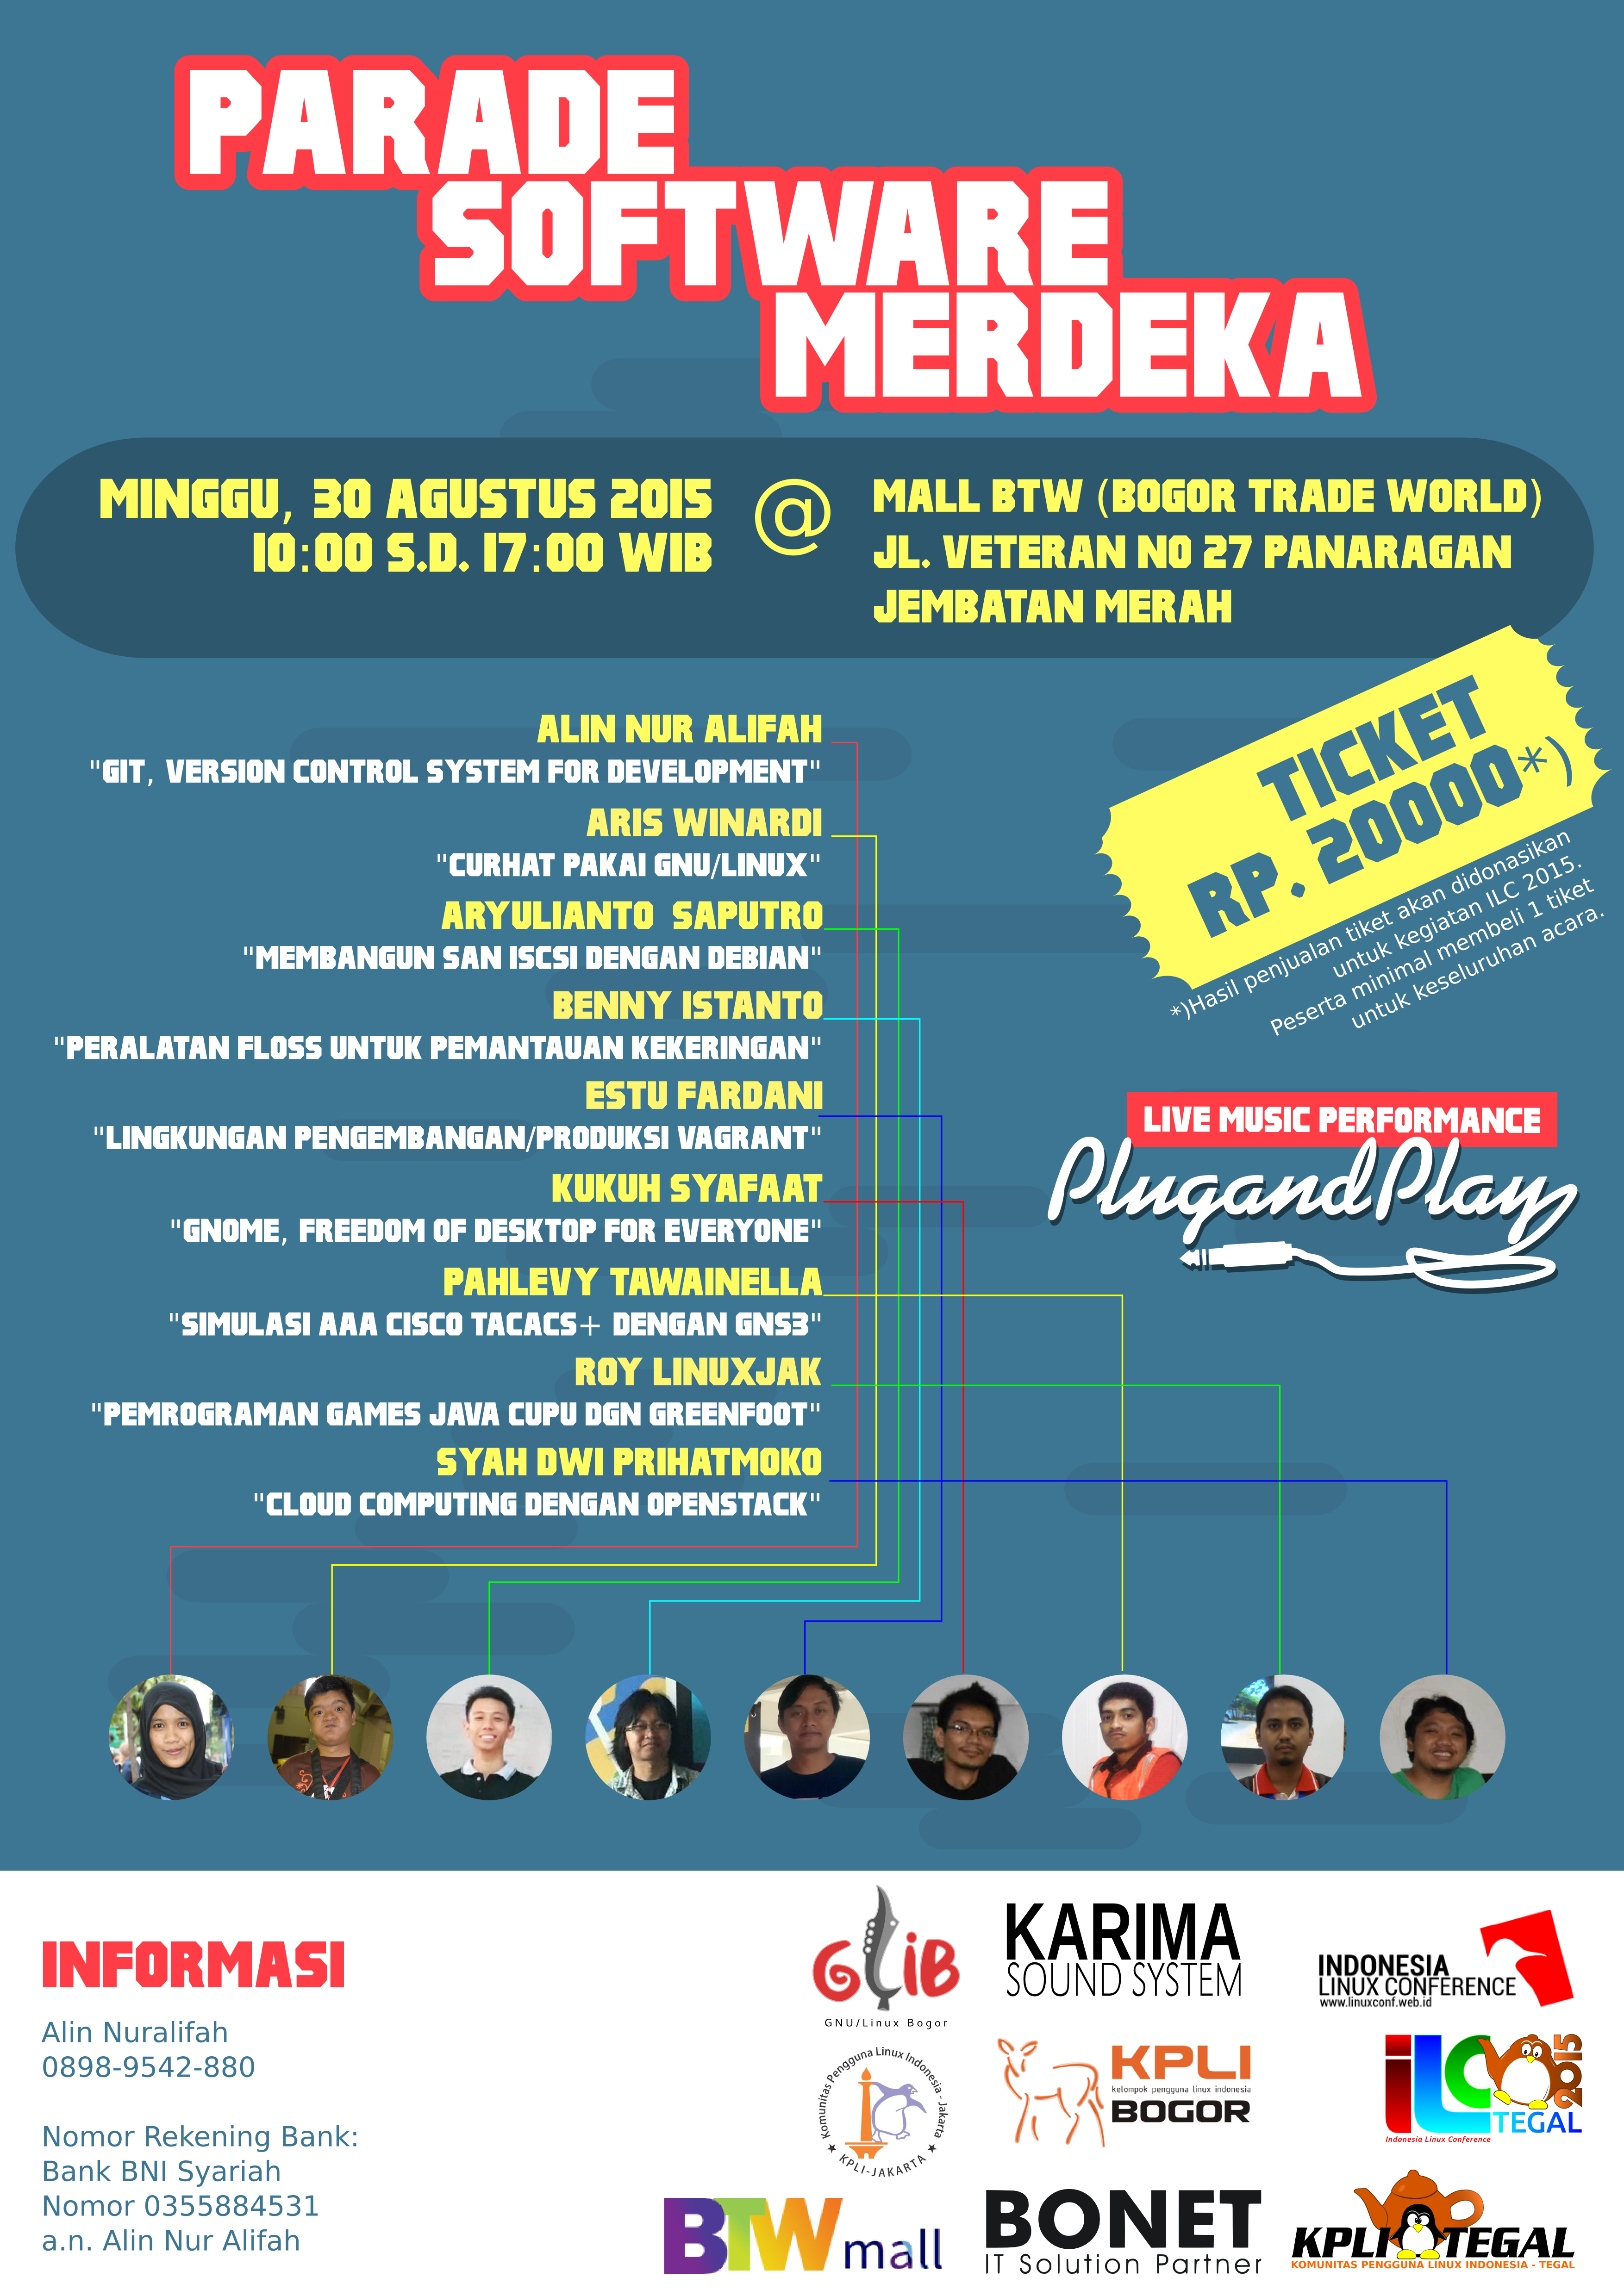 PARADE
SOFTWARE
MERDEKA
MINGGU, 30 AGUSTUS 2015
10:00 S.D. 17:00 WIB
@
MALL BTW (BOGOR TRADE WORLD)
JL. VETERAN NO 27 PANARAGAN
JEMBATAN MERAH
TICKET
RP. 20000*)
*)Hasil penjualan tiket akan didonasikan
untuk kegiatan ILC 2015.
Peserta minimal membeli 1 tiket
untuk keseluruhan acara.
ALIN NUR ALIFAH
"GIT, VERSION CONTROL SYSTEM FOR DEVELOPMENT"
ARIS WINARDI
"CURHAT PAKAI GNU/LINUX"
ARYULIANTO SAPUTRO
"MEMBANGUN SAN ISCSI DENGAN DEBIAN"
BENNY ISTANTO
"PERALATAN FLOSS UNTUK PEMANTAUAN KEKERINGAN"
ESTU FARDANI
"LINGKUNGAN PENGEMBANGAN/PRODUKSI VAGRANT"
KUKUH SYAFAAT
"GNOME, FREEDOM OF DESKTOP FOR EVERYONE"
PAHLEVY TAWAINELLA
"SIMULASI AAA CISCO TACACS+ DENGAN GNS3"
ROY LINUXJAK
"PEMROGRAMAN GAMES JAVA CUPU DGN GREENFOOT"
SYAH DWI PRIHATMOKO
"CLOUD COMPUTING DENGAN OPENSTACK"
LIVE MUSIC PERFORMANCE
PlugandPlay
INFORMASI
Alin Nuralifah
0898-9542-880
Nomor Rekening Bank:
Bank BNI Syariah
Nomor 0355884531
a.n. Alin Nur Alifah
GLiB
GNU/Linux Bogor
KARIMA
SOUND SYSTEM
INDONESIA
LINUX CONFERENCE
www.linuxconf.web.id
Komunitas Pengguna Linux Indonesia - Jakarta
KPLI-JAKARTA
KPLI
kelompok pengguna linux indonesia
BOGOR
iLC 2015
TEGAL
Indonesia Linux Conference
BTW mall
BONET
IT Solution Partner
KPLI TEGAL
KOMUNITAS PENGGUNA LINUX INDONESIA - TEGAL